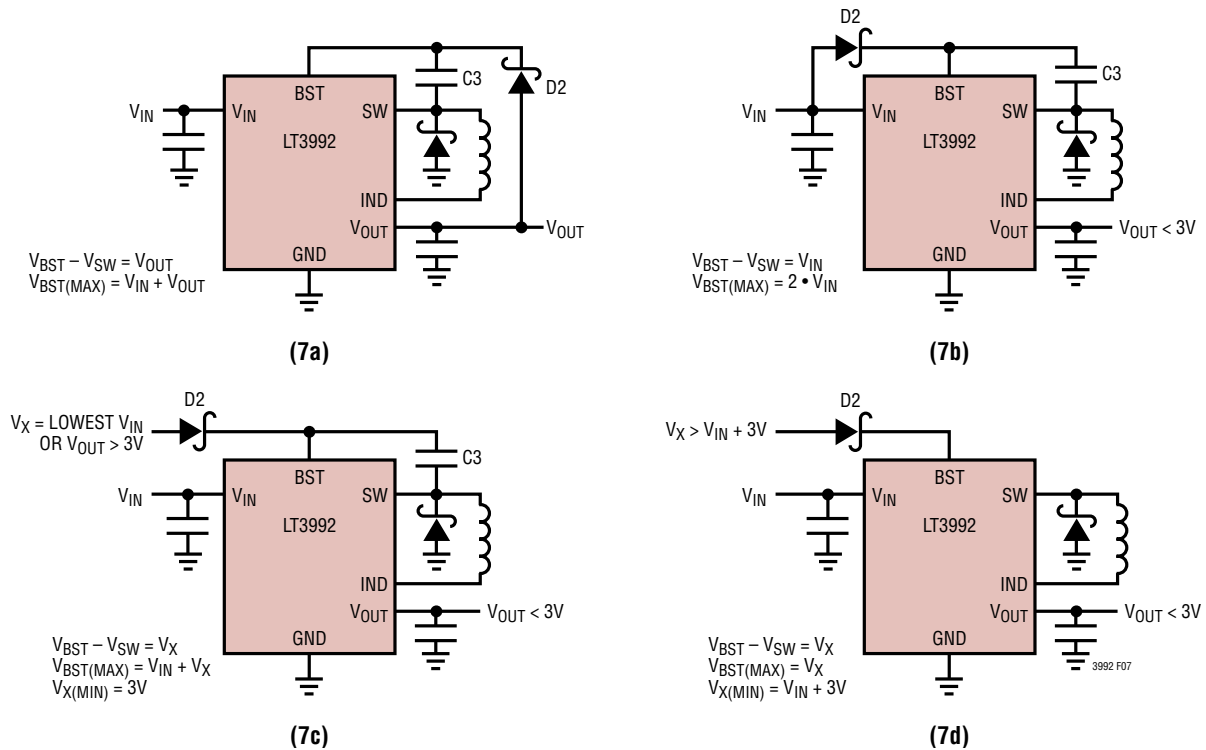 D2
C3
D2
BST
V_IN
V_IN
SW
LT3992
IND
V_OUT
V_OUT
GND
V_BST – V_SW = V_OUT
V_BST(MAX) = V_IN + V_OUT
(7a)
D2
C3
BST
V_IN
V_IN
SW
LT3992
IND
V_OUT
V_OUT < 3V
GND
V_BST – V_SW = V_IN
V_BST(MAX) = 2 • V_IN
(7b)
D2
V_X = LOWEST V_IN
OR V_OUT > 3V
C3
BST
V_IN
V_IN
SW
LT3992
IND
V_OUT
V_OUT < 3V
GND
V_BST – V_SW = V_X
V_BST(MAX) = V_IN + V_X
V_X(MIN) = 3V
(7c)
D2
V_X > V_IN + 3V
BST
V_IN
V_IN
SW
LT3992
IND
V_OUT
V_OUT < 3V
GND
V_BST – V_SW = V_X
V_BST(MAX) = V_X
V_X(MIN) = V_IN + 3V
3992 F07
(7d)